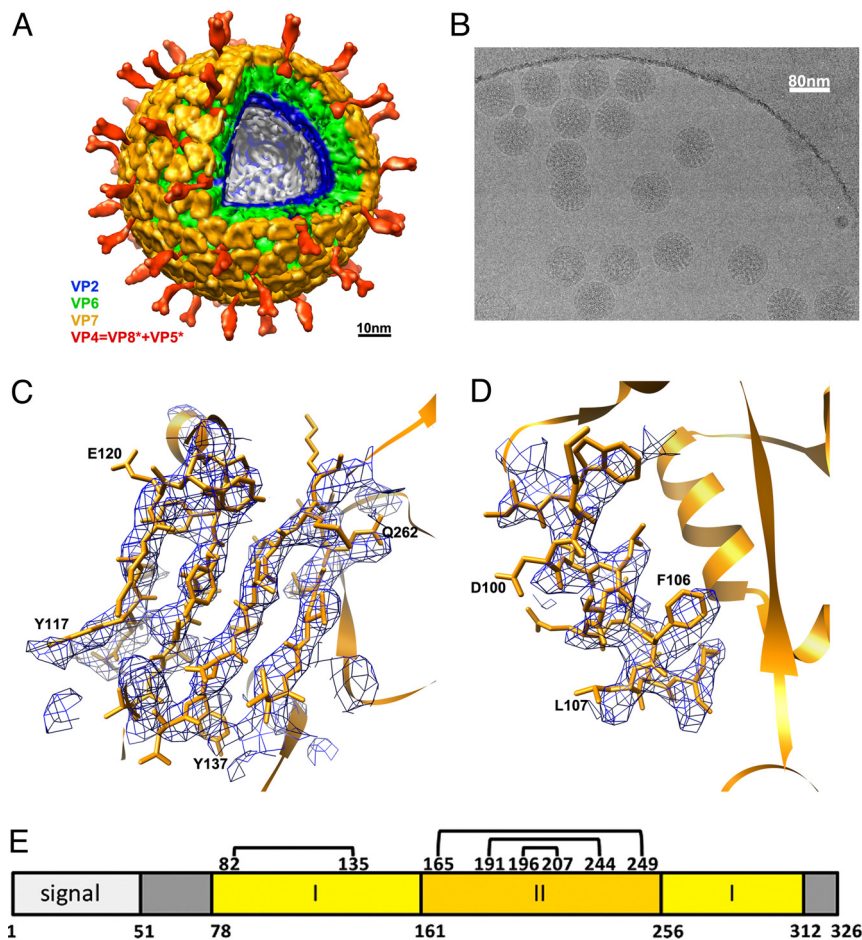 A
VP2
VP6
VP7
VP4=VP8*+VP5*
10nm
B
80nm
C
E120
Q262
Y117
Y137
D
D100
F106
L107
E
82 135 165 191 196 207 244 249
signal I II I
1 51 78 161 256 312 326